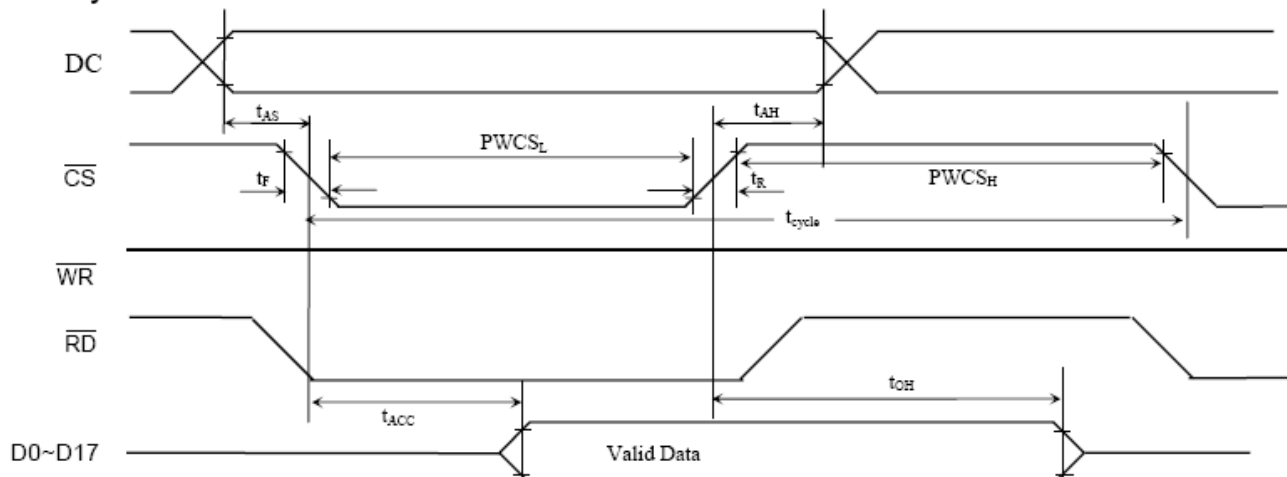 DC
tAS
tAH
CS
tF
PWCSL
tR
PWCSH
tcycle
WR
RD
tACC
tOH
D0~D17
Valid Data